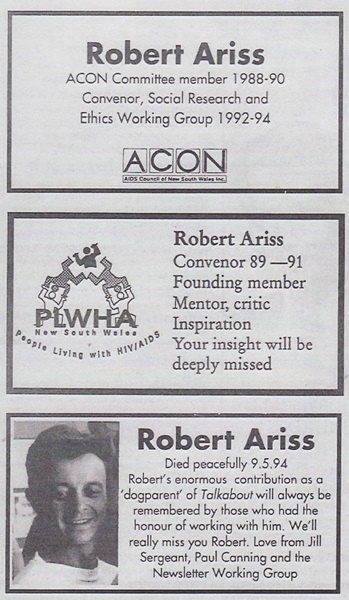 Robert Ariss
ACON Committee member 1988-90
Convenor, Social Research and
Ethics Working Group 1992-94
ACON
AIDS Council of New South Wales Inc.
PLWHA
New South Wales
People Living with HIV/AIDS
Robert Ariss
Convenor 89 —91
Founding member
Mentor, critic
Inspiration
Your insight will be
deeply missed
Robert Ariss
Died peacefully 9.5.94
Robert's enormous contribution as a
'dogparent' of Talkabout will always be
remembered by those who had the
honour of working with him. We'll
really miss you Robert. Love from Jill
Sergeant, Paul Canning and the
Newsletter Working Group